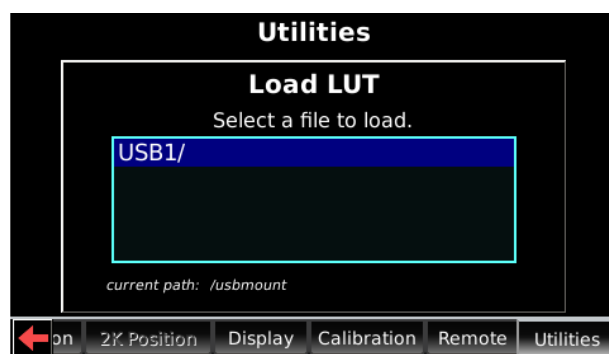 Utilities
Load LUT
Select a file to load.
USB1/
current path: /usbmount
on 2K Position Display Calibration Remote Utilities